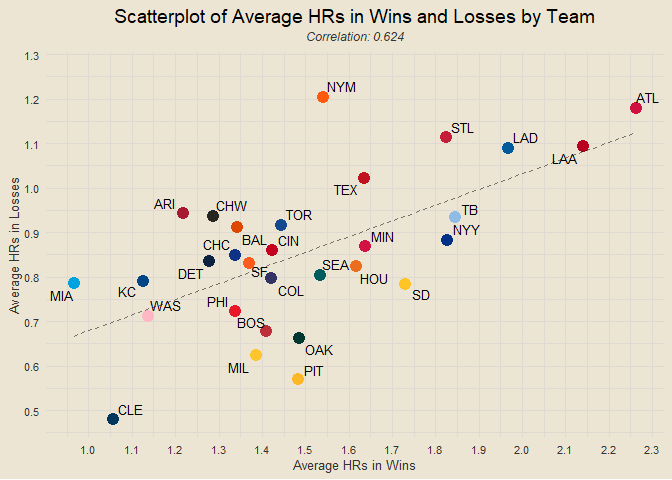 Scatterplot of Average HRs in Wins and Losses by Team
Correlation: 0.624
1.3
1.2
1.1
1.0
0.9
0.8
0.7
0.6
0.5
Average HRs in Losses
NYM
ATL
STL
LAD
LAA
TEX
ARI
CHW
TOR
TB
BAL
CIN
MIN
NYY
CHC
DET
SF
SEA
HOU
MIA
KC
COL
SD
WAS
PHI
BOS
OAK
MIL
PIT
CLE
1.0 1.1 1.2 1.3 1.4 1.5 1.6 1.7 1.8 1.9 2.0 2.1 2.2 2.3
Average HRs in Wins